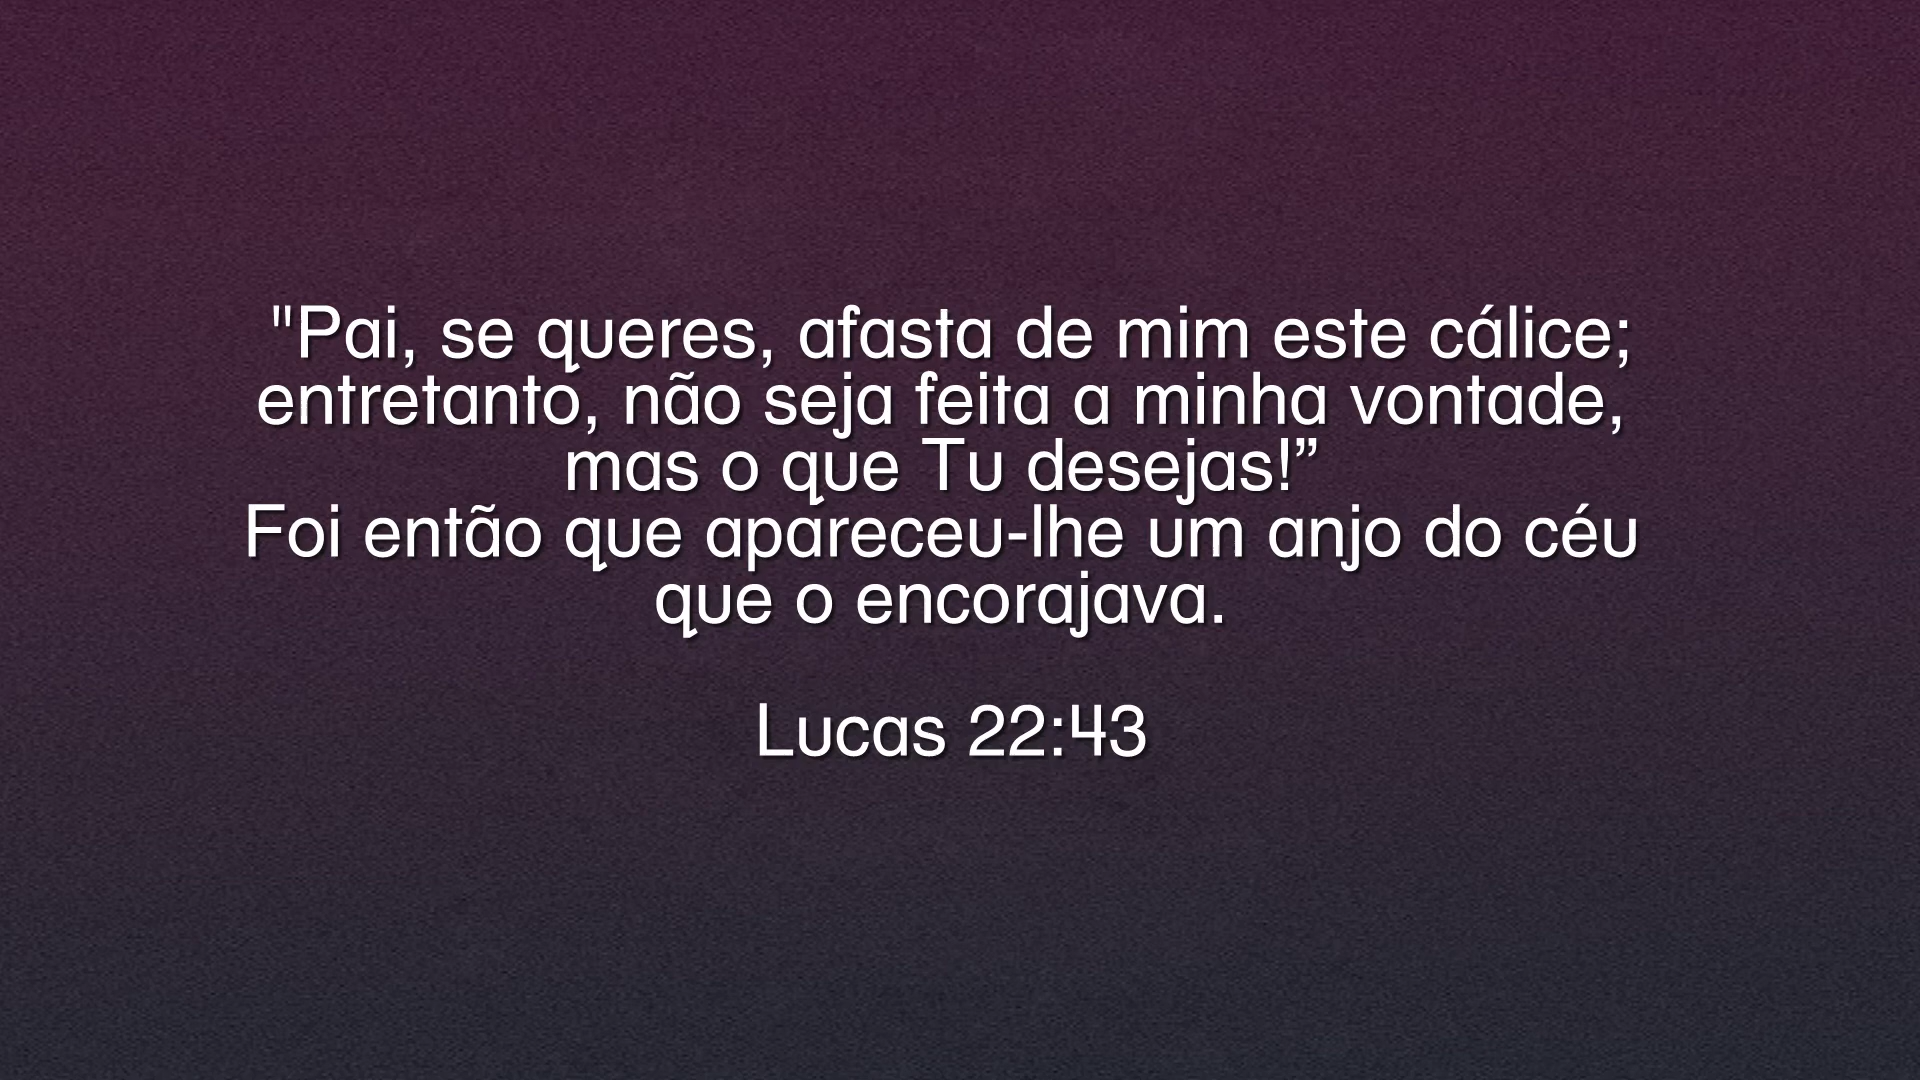 "Pai, se queres, afasta de mim este cálice;
entretanto, não seja feita a minha vontade,
mas o que Tu desejas!”
Foi então que apareceu-lhe um anjo do céu
que o encorajava.
Lucas 22:43